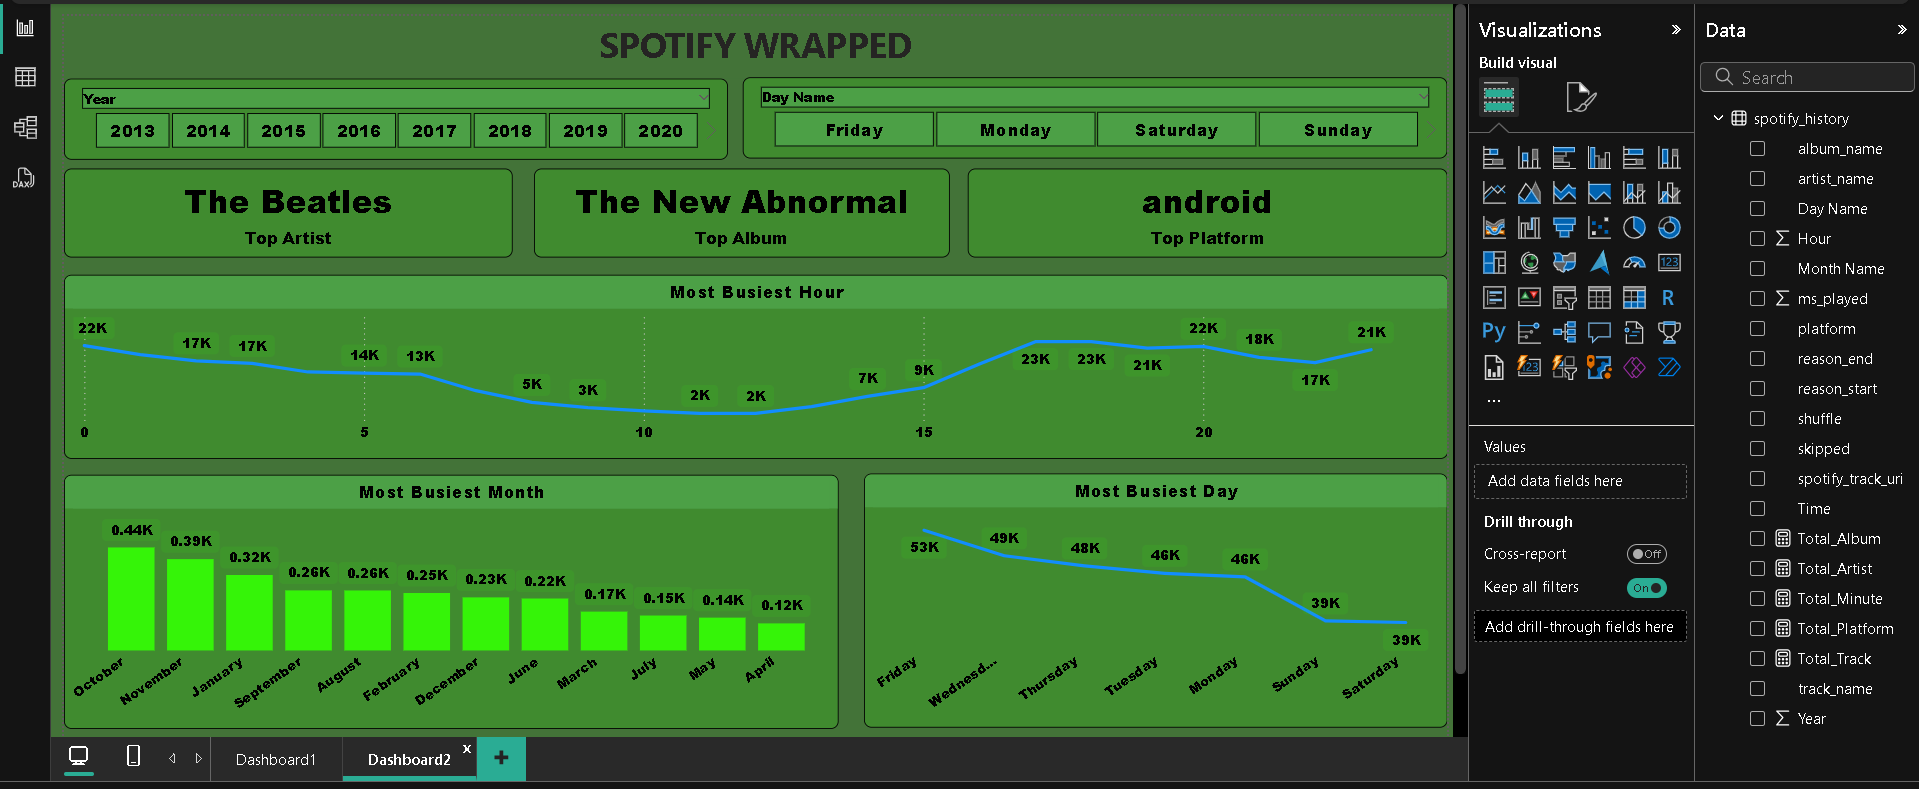 SPOTIFY WRAPPED
Year
2013 2014 2015 2016 2017 2018 2019 2020
Day Name
Friday Monday Saturday Sunday
The Beatles
Top Artist
The New Abnormal
Top Album
android
Top Platform
Most Busiest Hour
22K 17K 17K 14K 13K 5K 3K 2K 2K 7K 9K 23K 23K 21K 22K 18K 17K 21K
0 5 10 15 20
Most Busiest Month
0.44K 0.39K 0.32K 0.26K 0.26K 0.25K 0.23K 0.22K 0.17K 0.15K 0.14K 0.12K
October November January September August February December June March July May April
Most Busiest Day
53K 49K 48K 46K 46K 39K 39K
Friday Wednesd... Thursday Tuesday Monday Sunday Saturday
DAX
Dashboard1
Dashboard2 x
+
Visualizations »
Build visual
123
R
Py
123
...
Values
Add data fields here
Drill through
Cross-report Off
Keep all filters On
Add drill-through fields here
Data »
Search
spotify_history
album_name
artist_name
Day Name
Σ Hour
Month Name
Σ ms_played
platform
reason_end
reason_start
shuffle
skipped
spotify_track_uri
Time
Total_Album
Total_Artist
Total_Minute
Total_Platform
Total_Track
track_name
Σ Year